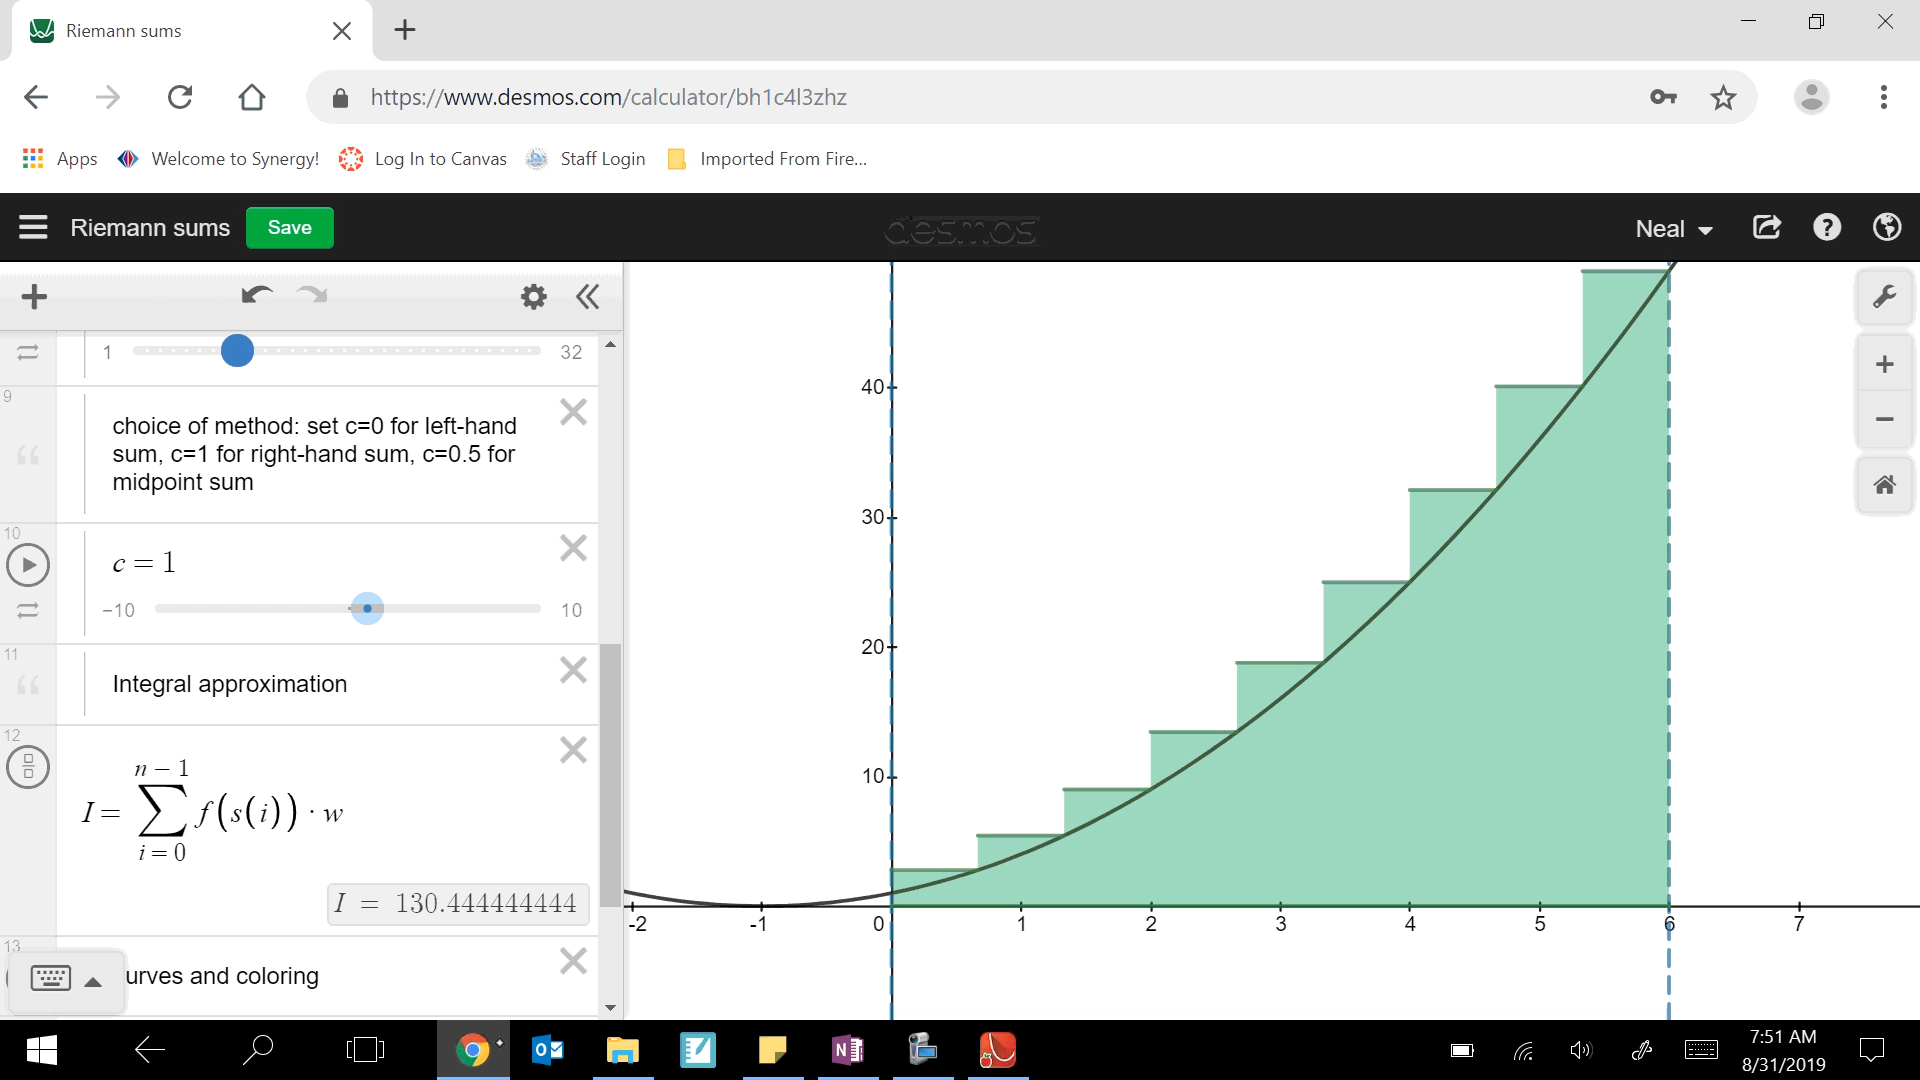 Riemann sums
https://www.desmos.com/calculator/bh1c4l3zhz
Apps Welcome to Synergy! Log In to Canvas Staff Login Imported From Fire...
Riemann sums Save desmos Neal
1 32
9
choice of method: set c=0 for left-hand
sum, c=1 for right-hand sum, c=0.5 for
midpoint sum
10
c = 1
−10 10
11
Integral approximation
12
n − 1
I = ∑ f(s(i)) · w
i = 0
I = 130.444444444
13
urves and coloring
40
30
20
10
-2 -1 0 1 2 3 4 5 6 7
7:51 AM
8/31/2019